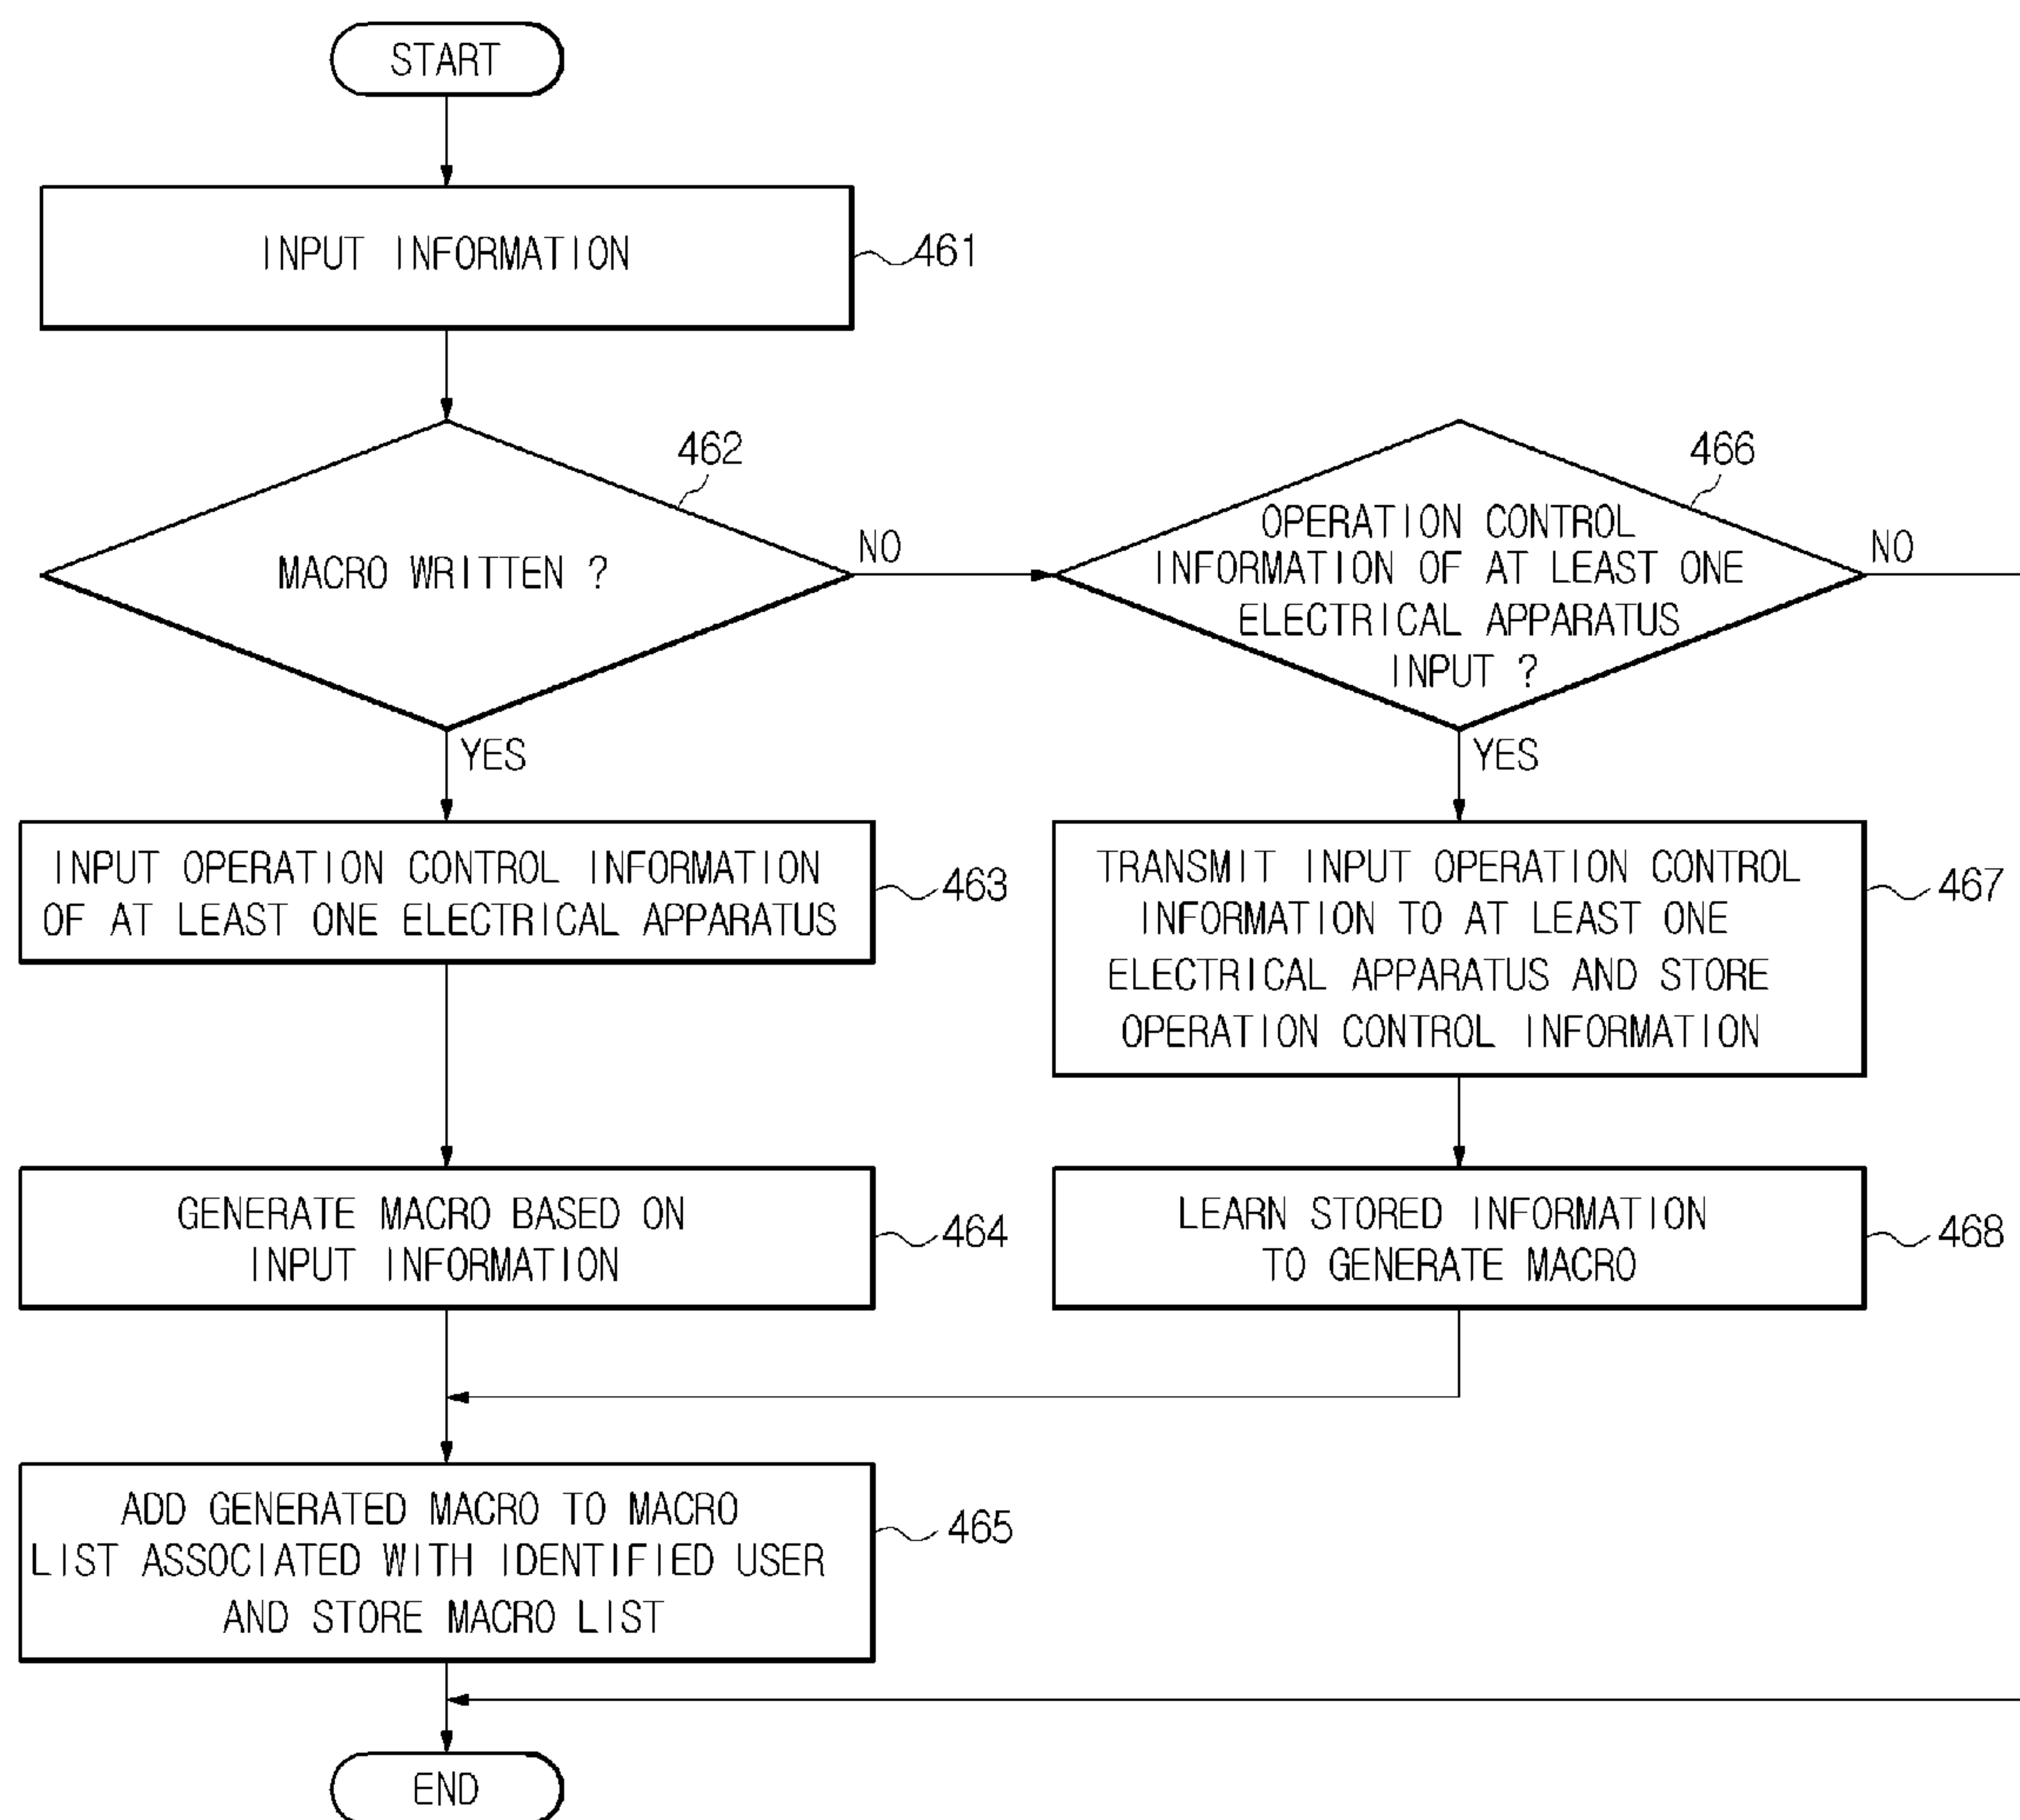 START
INPUT INFORMATION
461
462
MACRO WRITTEN ?
NO
YES
466
OPERATION CONTROL
INFORMATION OF AT LEAST ONE
ELECTRICAL APPARATUS
INPUT ?
NO
YES
INPUT OPERATION CONTROL INFORMATION
OF AT LEAST ONE ELECTRICAL APPARATUS
463
TRANSMIT INPUT OPERATION CONTROL
INFORMATION TO AT LEAST ONE
ELECTRICAL APPARATUS AND STORE
OPERATION CONTROL INFORMATION
467
GENERATE MACRO BASED ON
INPUT INFORMATION
464
LEARN STORED INFORMATION
TO GENERATE MACRO
468
ADD GENERATED MACRO TO MACRO
LIST ASSOCIATED WITH IDENTIFIED USER
AND STORE MACRO LIST
465
END